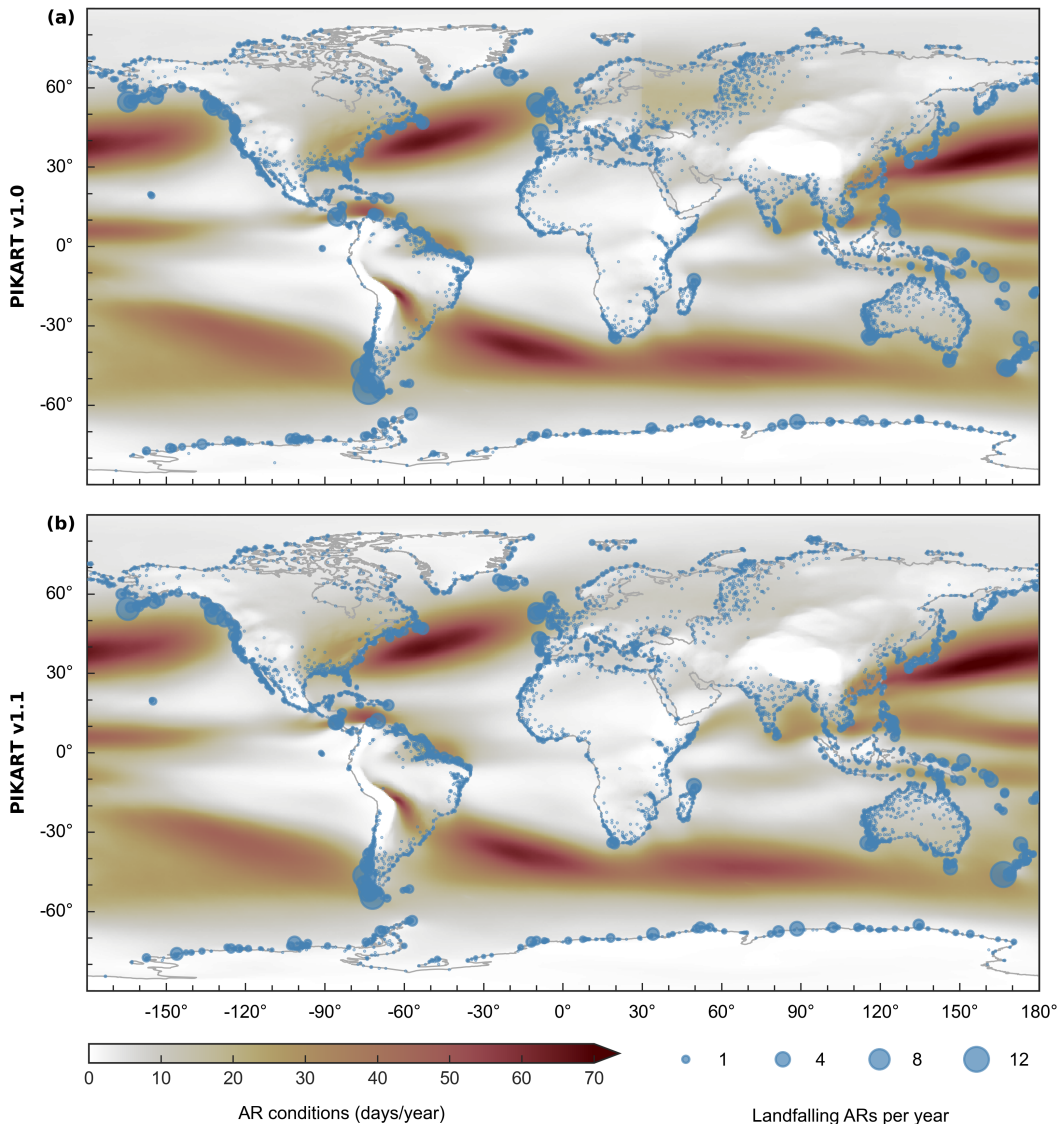 (a)
60°
30°
0°
-30°
-60°
PIKART v1.0
(b)
60°
30°
0°
-30°
-60°
PIKART v1.1
-150° -120° -90° -60° -30° 0° 30° 60° 90° 120° 150° 180°
0 10 20 30 40 50 60 70
AR conditions (days/year)
1 4 8 12
Landfalling ARs per year